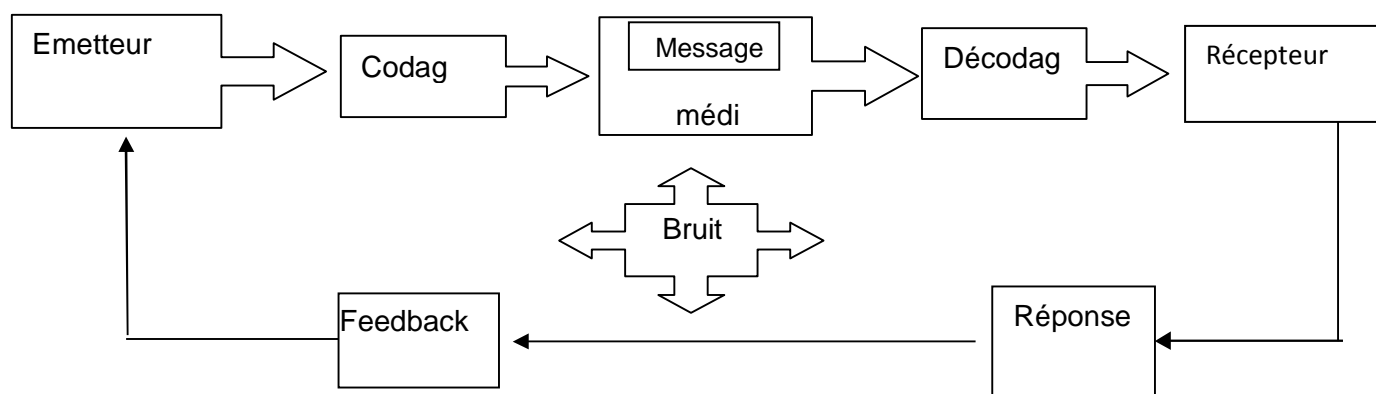 Emetteur
Codag
Message
médi
Décodag
Récepteur
Bruit
Feedback
Réponse